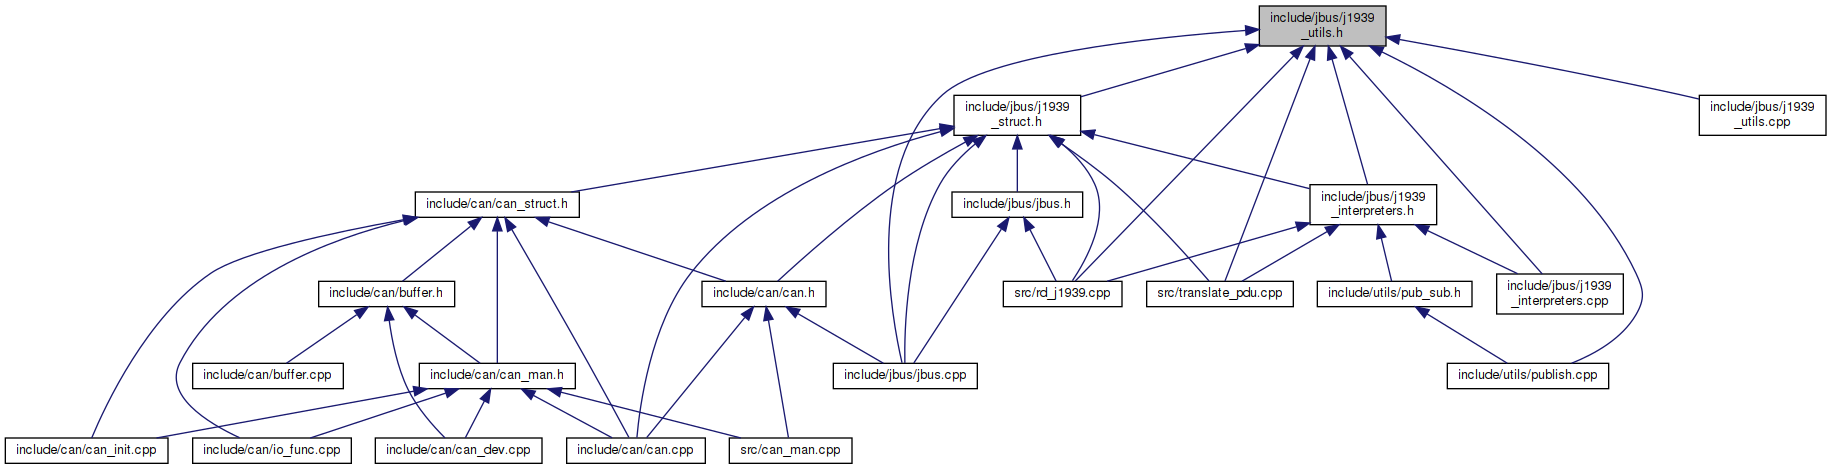 include/jbus/j1939
_utils.h
include/jbus/j1939
_struct.h
include/jbus/j1939
_utils.cpp
include/can/can_struct.h
include/jbus/jbus.h
include/jbus/j1939
_interpreters.h
include/can/buffer.h
include/can/can.h
src/rd_j1939.cpp
src/translate_pdu.cpp
include/utils/pub_sub.h
include/jbus/j1939
_interpreters.cpp
include/can/buffer.cpp
include/can/can_man.h
include/jbus/jbus.cpp
include/utils/publish.cpp
include/can/can_init.cpp
include/can/io_func.cpp
include/can/can_dev.cpp
include/can/can.cpp
src/can_man.cpp